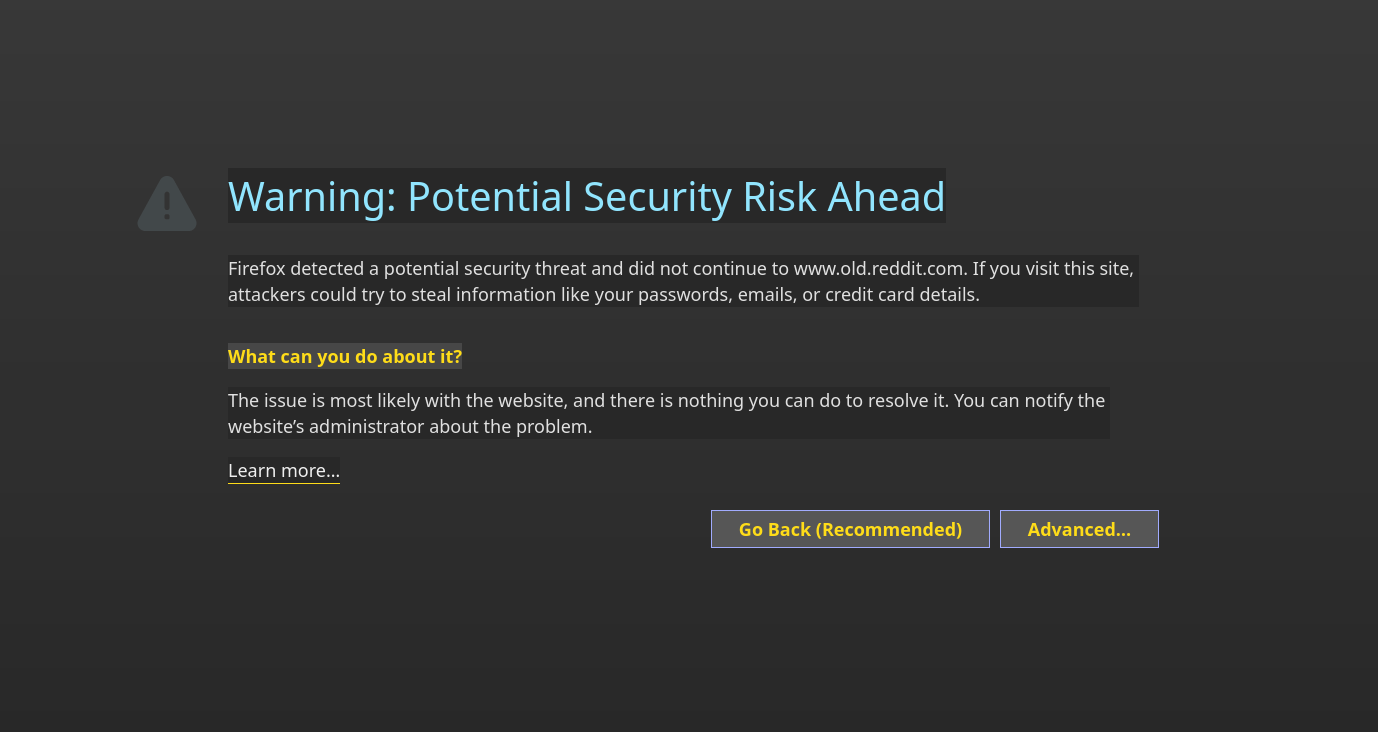 Warning: Potential Security Risk Ahead
Firefox detected a potential security threat and did not continue to www.old.reddit.com. If you visit this site,
attackers could try to steal information like your passwords, emails, or credit card details.
What can you do about it?
The issue is most likely with the website, and there is nothing you can do to resolve it. You can notify the
website’s administrator about the problem.
Learn more…
Go Back (Recommended) Advanced…